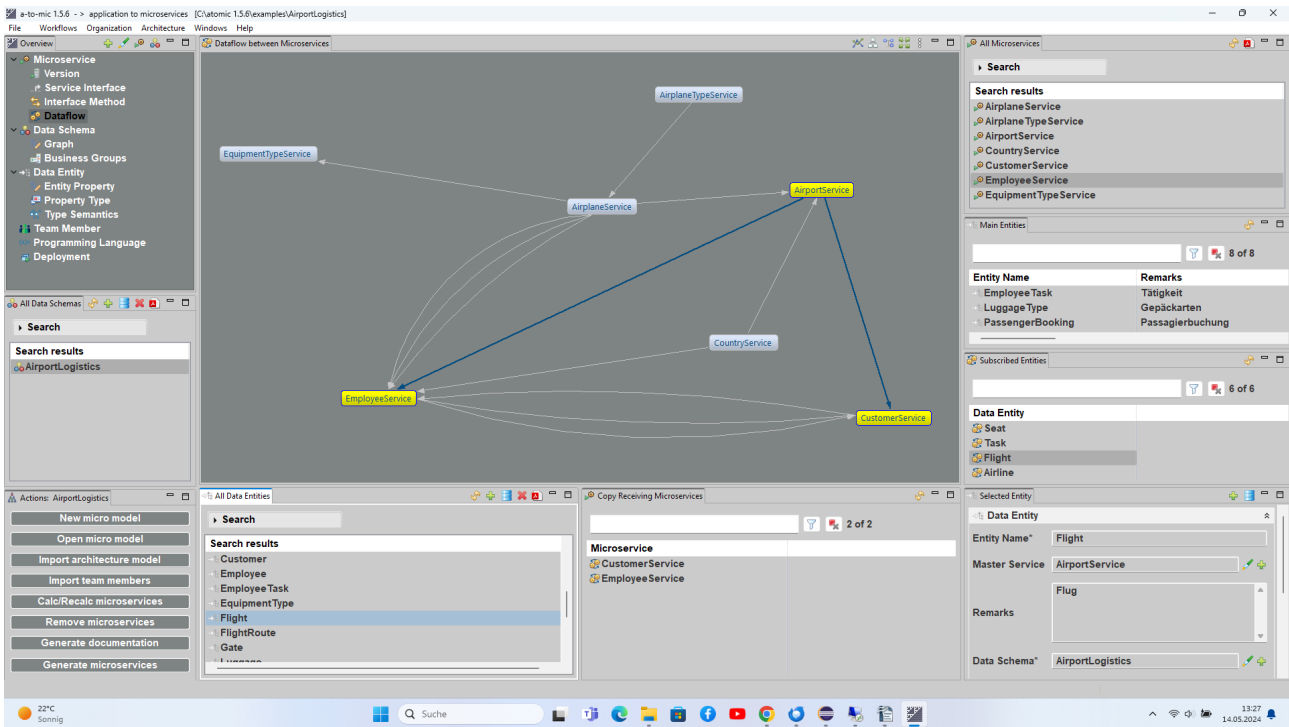 a-to-mic 1.5.6 - > application to microservices [C\atomic 1.5.6\examples\AirportLogistics]
File Workflows Organization Architecture Windows Help
Overview
Microservice
Version
Service Interface
Interface Method
Dataflow
Data Schema
Graph
Business Groups
Data Entity
Entity Property
Property Type
Type Semantics
Team Member
Programming Language
Deployment
All Data Schemas
Search
Search results
AirportLogistics
Actions: AirportLogistics
New micro model
Open micro model
Import architecture model
Import team members
Calc/Recalc microservices
Remove microservices
Generate documentation
Generate microservices
Dataflow between Microservices
AirplaneTypeService
EquipmentTypeService
AirportService
AirplaneService
CountryService
EmployeeService
CustomerService
All Data Entities
Search
Search results
Customer
Employee
EmployeeTask
EquipmentType
Flight
FlightRoute
Gate
Luggage
Copy Receiving Microservices
2 of 2
Microservice
CustomerService
EmployeeService
All Microservices
Search
Search results
AirplaneService
AirplaneTypeService
AirportService
CountryService
CustomerService
EmployeeService
EquipmentTypeService
Main Entities
8 of 8
Entity Name Remarks
EmployeeTask Tätigkeit
LuggageType Gepäckarten
PassengerBooking Passagierbuchung
Subscribed Entities
6 of 6
Data Entity
Seat
Task
Flight
Airline
Selected Entity
Data Entity
Entity Name* Flight
Master Service AirportService
Remarks Flug
Data Schema* AirportLogistics
22°C
Sonnig
Suche
13:27
14.05.2024